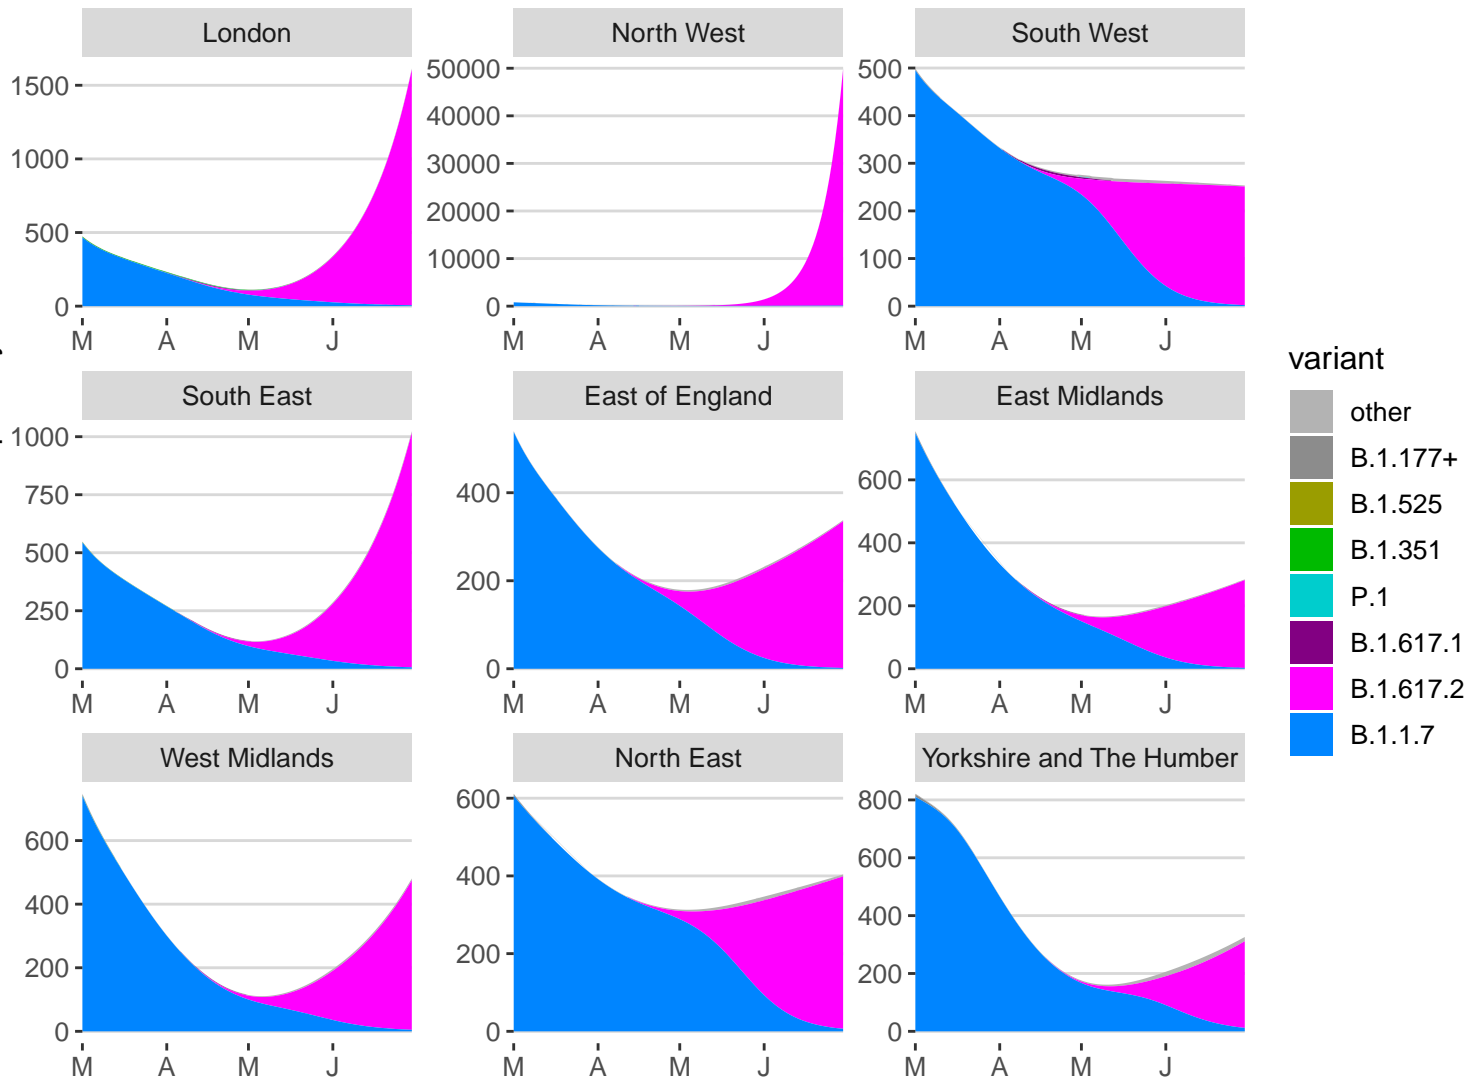 London
North West
South West
1500
1000
500
0
M A M J
50000
40000
30000
20000
10000
0
M A M J
500
400
300
200
100
0
M A M J
South East
East of England
East Midlands
1000
750
500
250
0
M A M J
400
200
0
M A M J
600
400
200
0
M A M J
West Midlands
North East
Yorkshire and The Humber
600
400
200
0
M A M J
600
400
200
0
M A M J
800
600
400
200
0
M A M J
variant
other
B.1.177+
B.1.525
B.1.351
P.1
B.1.617.1
B.1.617.2
B.1.1.7